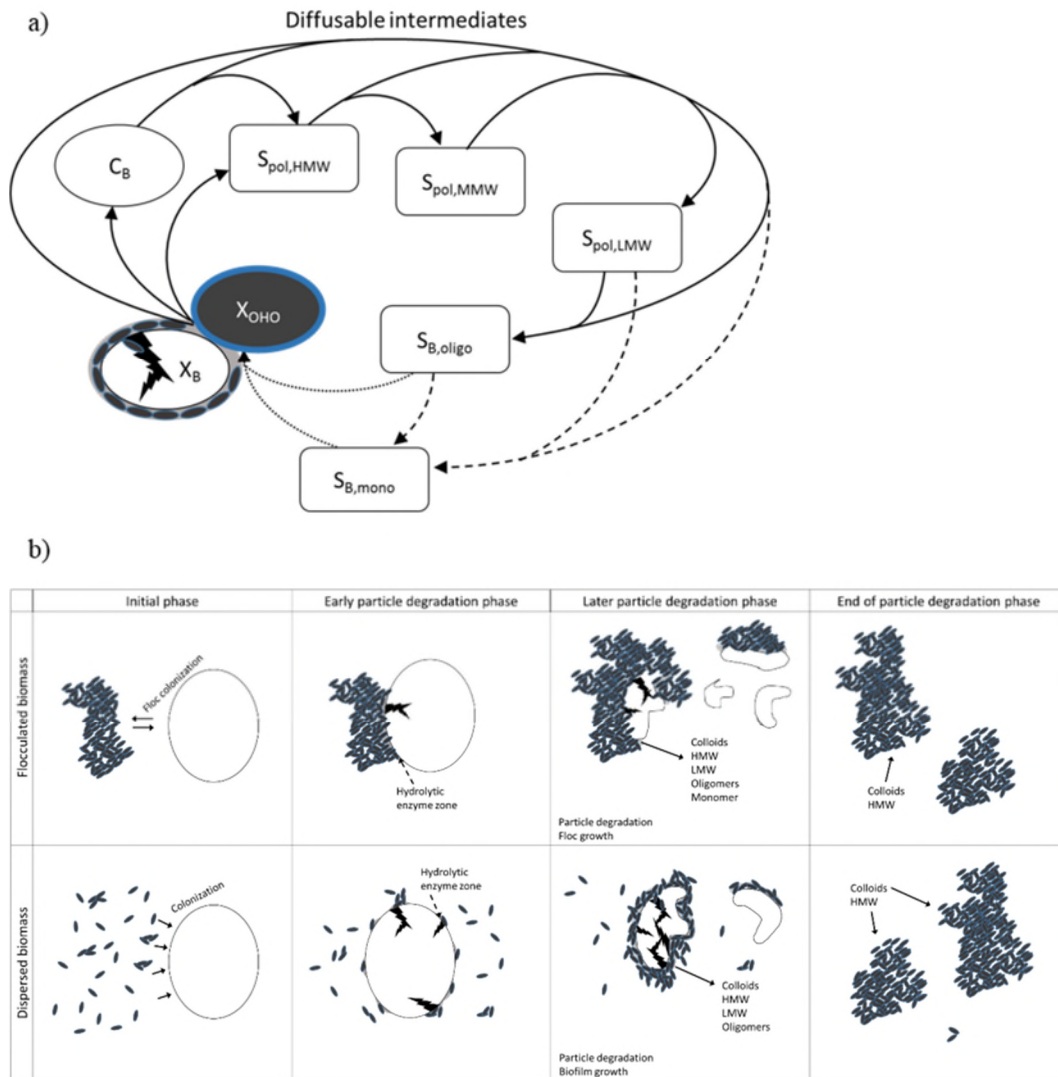 a)
Diffusable intermediates
C_B
S_pol,HMW
S_pol,MMW
S_pol,LMW
X_OHO
X_B
S_B,oligo
S_B,mono
b)
Initial phase
Early particle degradation phase
Later particle degradation phase
End of particle degradation phase
Flocculated biomass
Floc colonization
Hydrolytic
enzyme zone
Colloids
HMW
LMW
Oligomers
Monomer
Particle degradation
Floc growth
Colloids
HMW
Dispersed biomass
Colonization
Hydrolytic
enzyme zone
Colloids
HMW
LMW
Oligomers
Particle degradation
Biofilm growth
Colloids
HMW